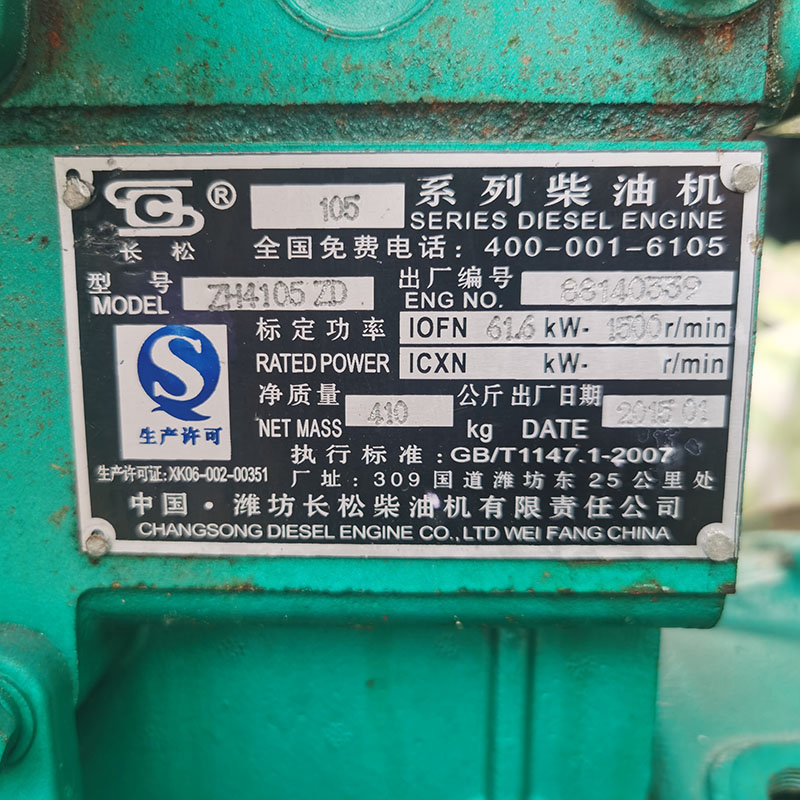 CS ® 105 系列柴油机
SERIES DIESEL ENGINE
长松 全国免费电话：400-001-6105
型号 ZH4105ZD 出厂编号 88140339
MODEL ENG NO.
标定功率 IOFN 61.6 kW- 1500 r/min
RATED POWER ICXN kW- r/min
净质量 410 公斤 出厂日期 2015 01
NET MASS kg DATE
生产许可
执行标准：GB/T1147.1-2007
生产许可证：XK06-002-00351 厂址：309国道潍坊东25公里处
中国·潍坊长松柴油机有限责任公司
CHANGSONG DIESEL ENGINE CO.,LTD WEI FANG CHINA